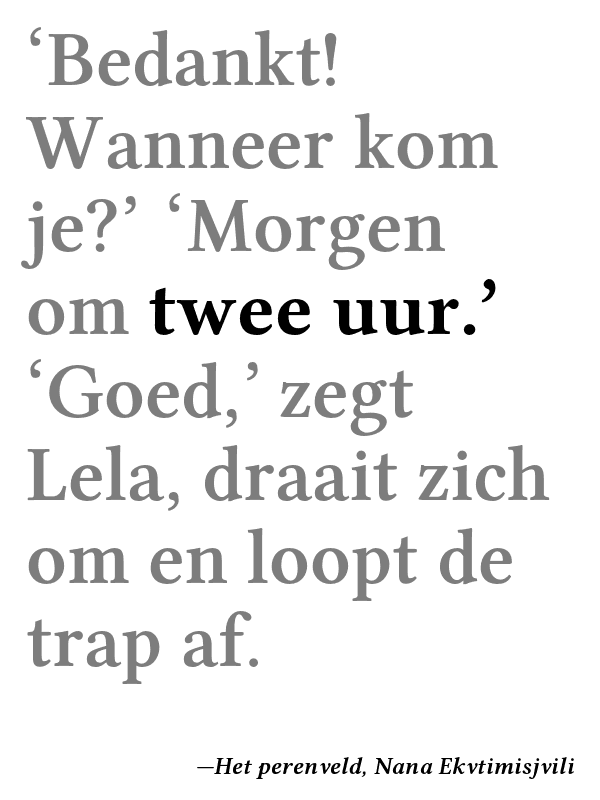 ‘Bedankt!
Wanneer kom
je?’ ‘Morgen
om twee uur.’
‘Goed,’ zegt
Lela, draait zich
om en loopt de
trap af.
—Het perenveld, Nana Ekvtimisjvili